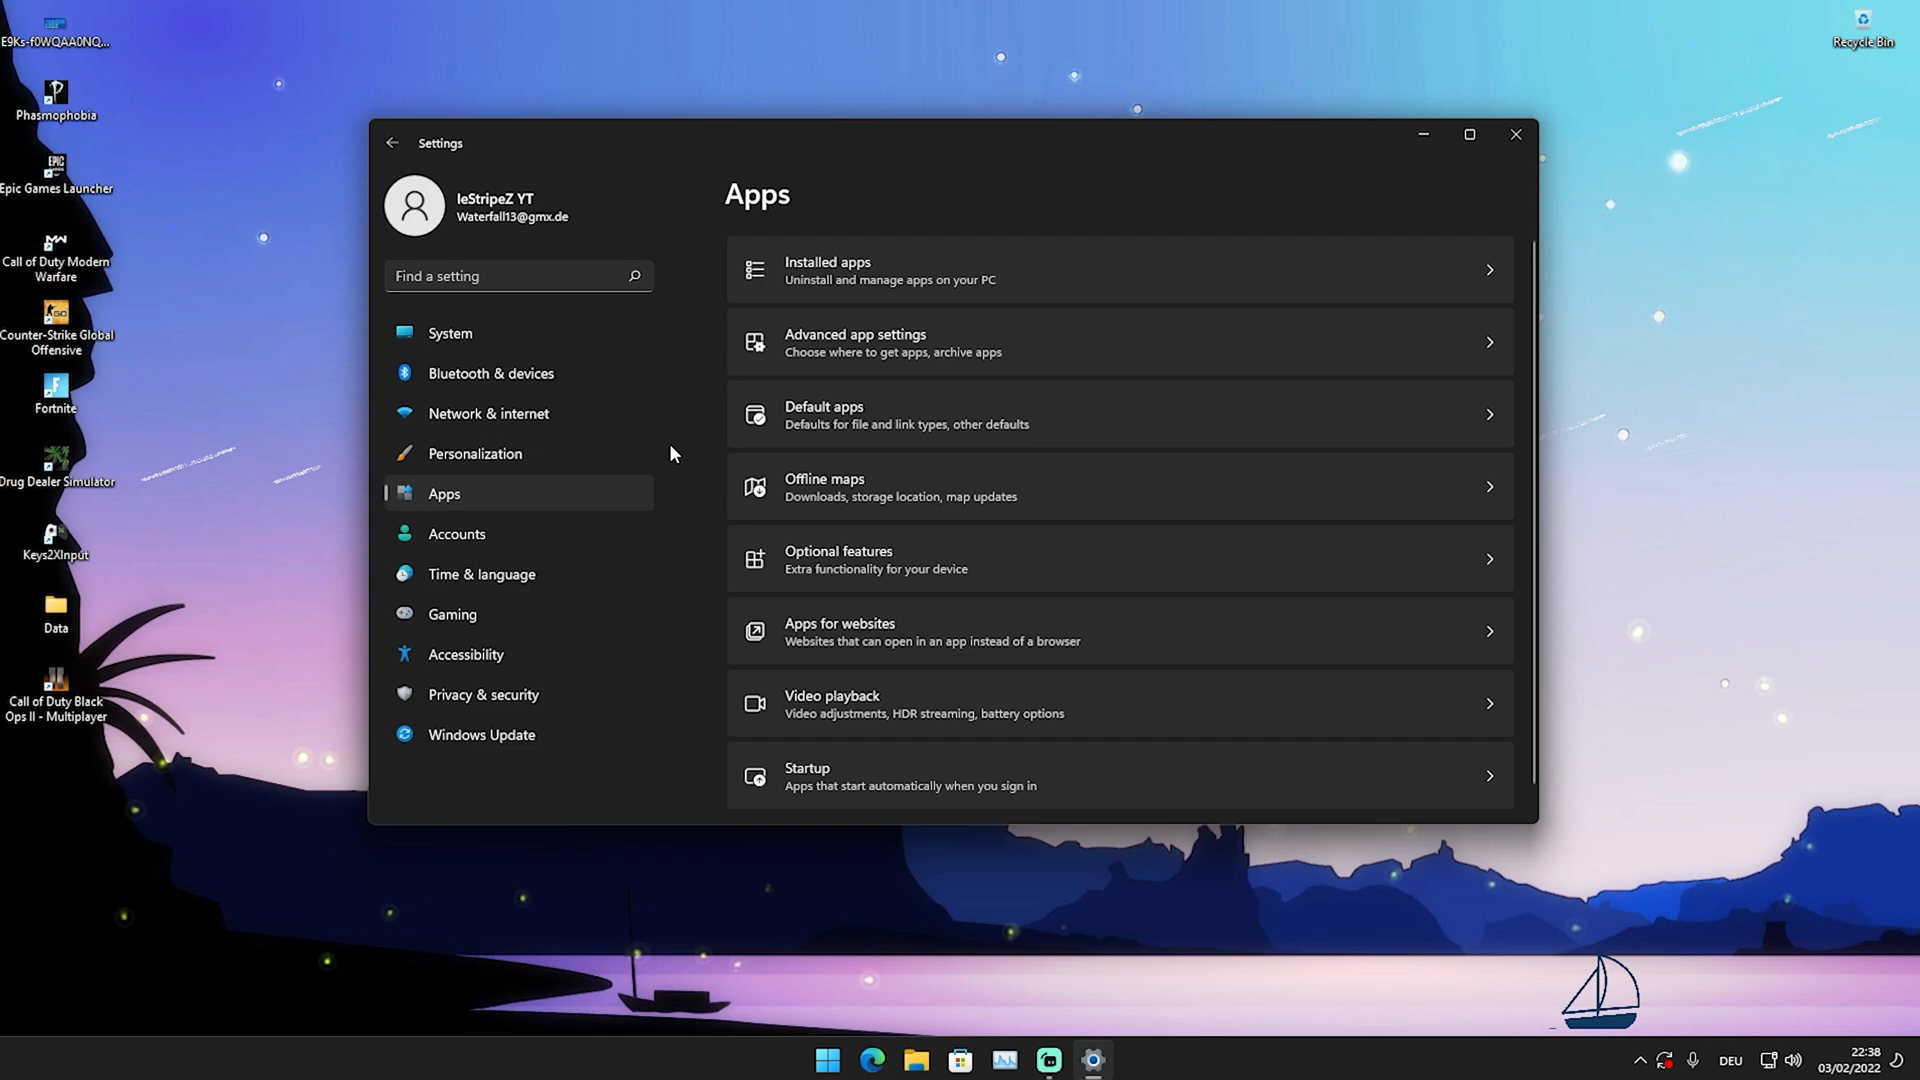 E9Ks-f0WQAA0NQ...
Phasmophobia
EPIC
GAMES
Epic Games Launcher
Call of Duty Modern
Warfare
Counter-Strike Global
Offensive
Fortnite
Drug Dealer Simulator
Keys2XInput
Data
Call of Duty Black
Ops II - Multiplayer
Recycle Bin
Settings
leStripeZ YT
Waterfall13@gmx.de
Find a setting
System
Bluetooth & devices
Network & internet
Personalization
Apps
Accounts
Time & language
Gaming
Accessibility
Privacy & security
Windows Update
Apps
Installed apps
Uninstall and manage apps on your PC
Advanced app settings
Choose where to get apps, archive apps
Default apps
Defaults for file and link types, other defaults
Offline maps
Downloads, storage location, map updates
Optional features
Extra functionality for your device
Apps for websites
Websites that can open in an app instead of a browser
Video playback
Video adjustments, HDR streaming, battery options
Startup
Apps that start automatically when you sign in
DEU
22:38
03/02/2022